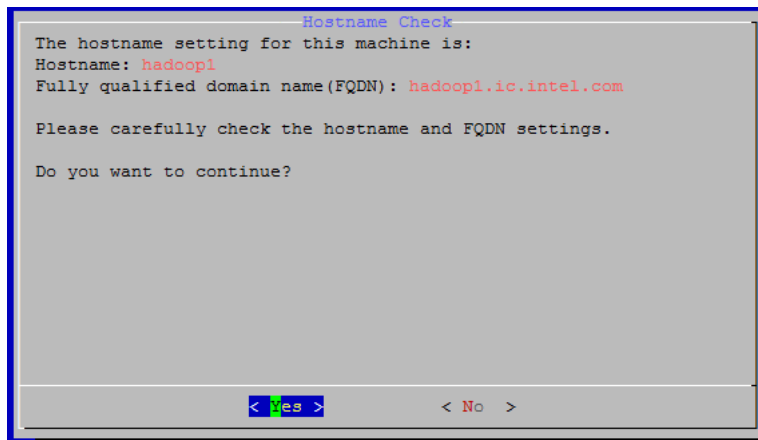 Hostname Check
The hostname setting for this machine is:
Hostname: hadoop1
Fully qualified domain name(FQDN): hadoop1.ic.intel.com
Please carefully check the hostname and FQDN settings.
Do you want to continue?
< Yes > < No >